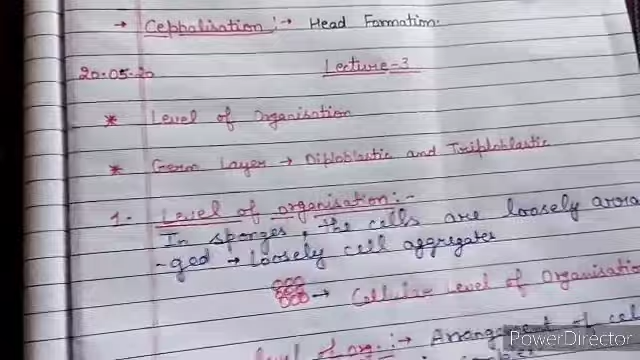 → Cephalisation :→ Head Formation.
20.05.20 Lecture-3
* Level of Organisation
* Germ Layer → Diploblastic and Triploblastic
1. Level of organisation:-
In sponges, the cells are loosely arra
-ged → loosely cell aggregates
→ Cellular Level of Organisatio
level of org. :→ Arrangement of cel
PowerDirector